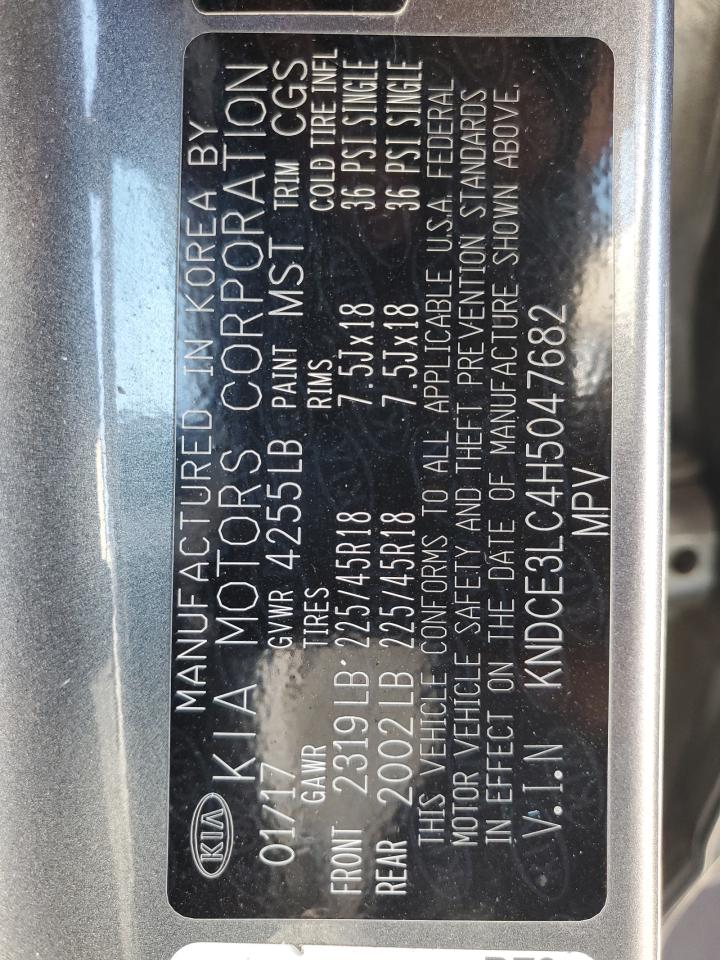 KIA
MANUFACTURED IN KOREA BY
KIA MOTORS CORPORATION
01/17 GVWR 4255LB PAINT MST TRIM CGS
GAWR TIRES RIMS COLD TIRE INFL
FRONT 2319LB 225/45R18 7.5Jx18 36 PSI SINGLE
REAR 2002LB 225/45R18 7.5Jx18 36 PSI SINGLE
THIS VEHICLE CONFORMS TO ALL APPLICABLE U.S.A. FEDERAL
MOTOR VEHICLE SAFETY AND THEFT PREVENTION STANDARDS
IN EFFECT ON THE DATE OF MANUFACTURE SHOWN ABOVE.
V.I.N KNDCE3LC4H5047682
MPV